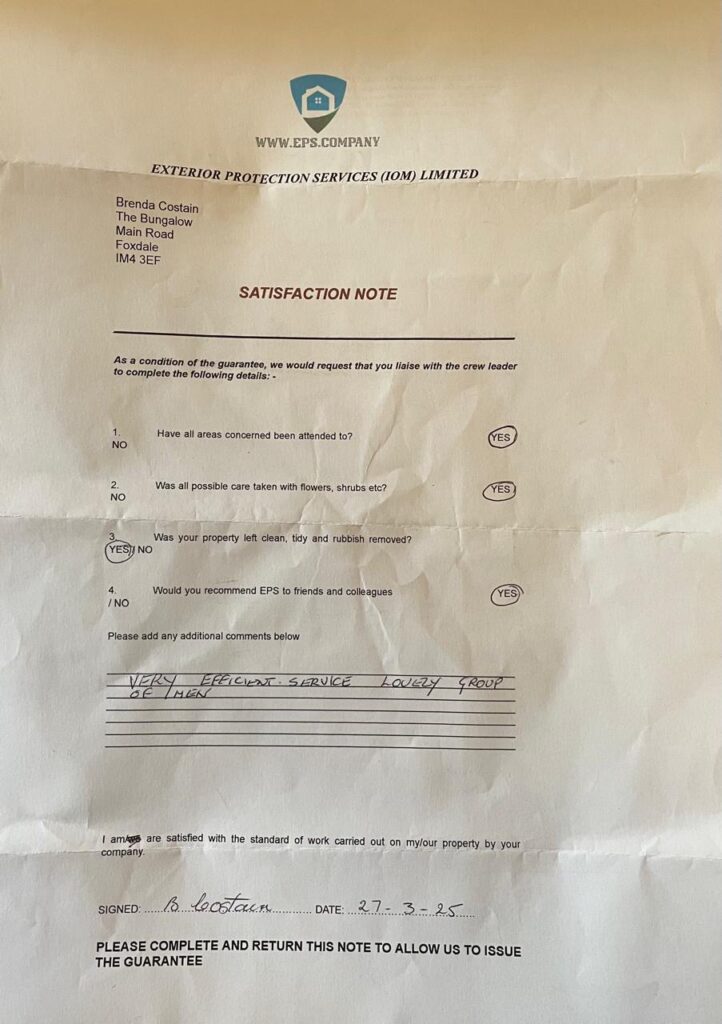 WWW.EPS.COMPANY
EXTERIOR PROTECTION SERVICES (IOM) LIMITED
Brenda Costain
The Bungalow
Main Road
Foxdale
IM4 3EF
SATISFACTION NOTE
As a condition of the guarantee, we would request that you liaise with the crew leader
to complete the following details: -
1. Have all areas concerned been attended to? YES
NO
2. Was all possible care taken with flowers, shrubs etc? YES
NO
3. Was your property left clean, tidy and rubbish removed?
YES / NO
4. Would you recommend EPS to friends and colleagues YES
/ NO
Please add any additional comments below
VERY EFFICIENT. SERVICE LOVELY GROUP
OF MEN
I am/we are satisfied with the standard of work carried out on my/our property by your
company.
SIGNED: ...... B Costain ............ DATE: ...27-3-25....
PLEASE COMPLETE AND RETURN THIS NOTE TO ALLOW US TO ISSUE
THE GUARANTEE